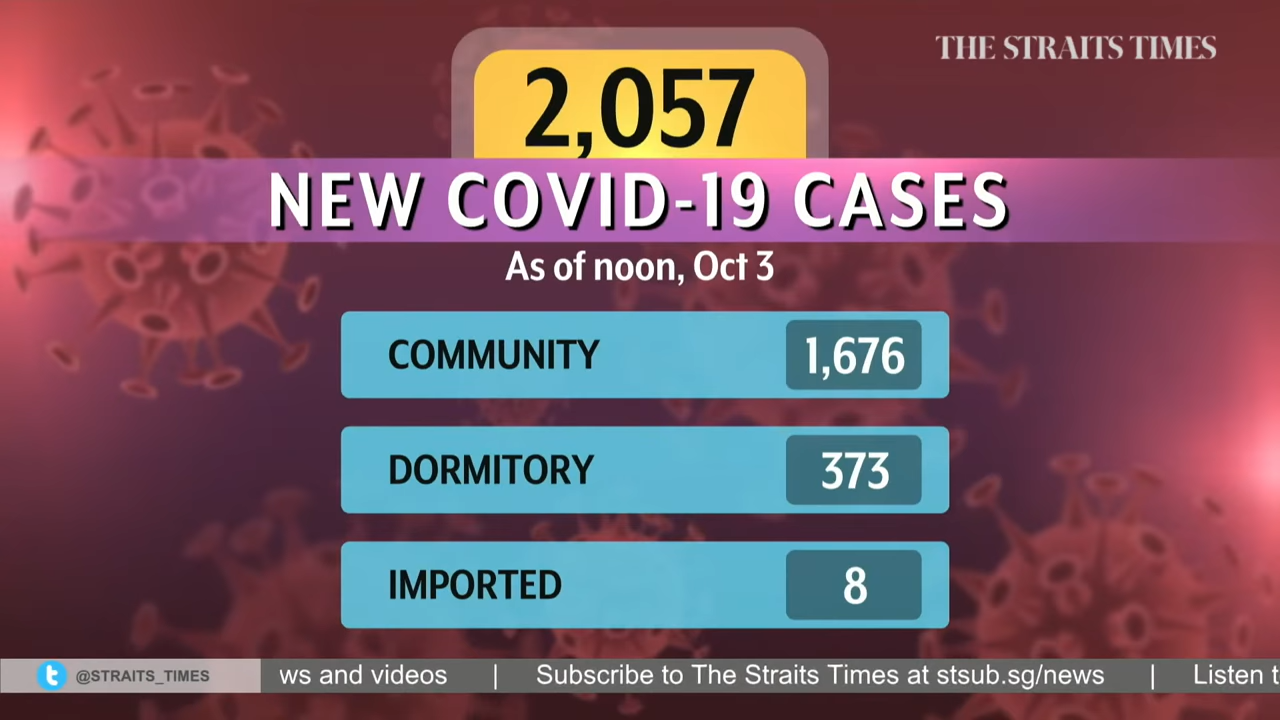 THE STRAITS TIMES
2,057
NEW COVID-19 CASES
As of noon, Oct 3
COMMUNITY 1,676
DORMITORY 373
IMPORTED 8
@STRAITS_TIMES ws and videos | Subscribe to The Straits Times at stsub.sg/news | Listen t